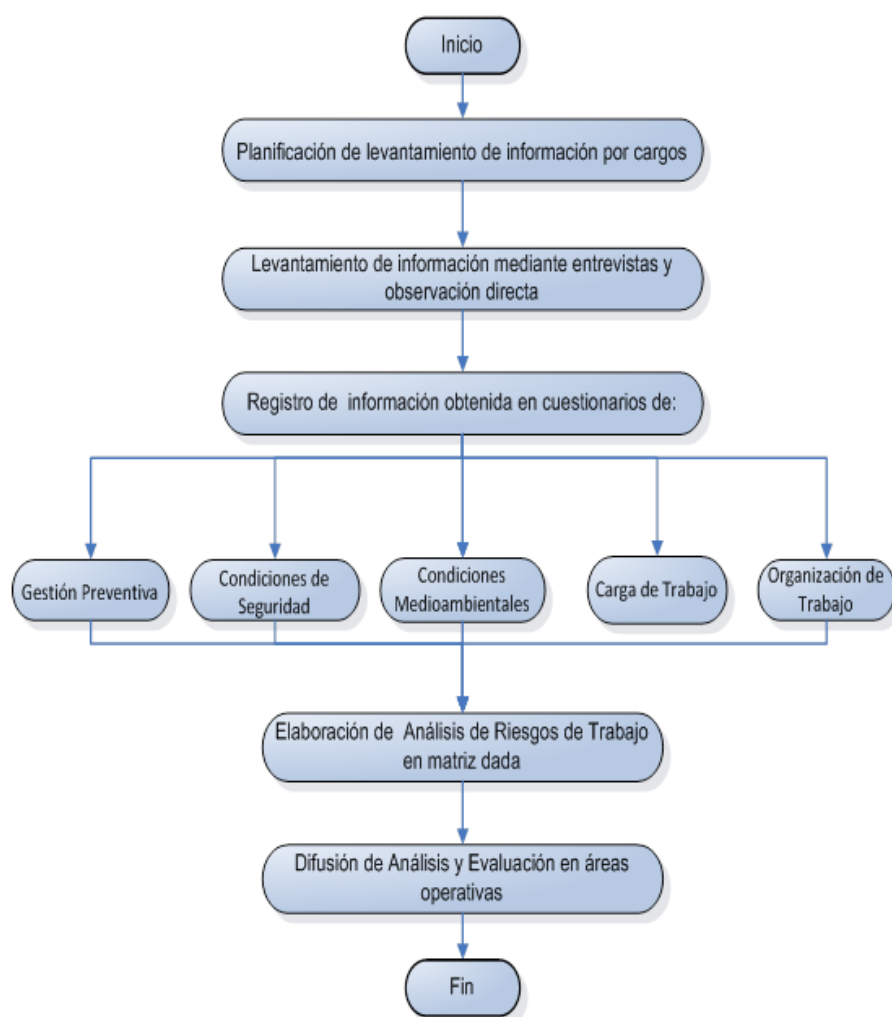 Inicio
Planificación de levantamiento de información por cargos
Levantamiento de información mediante entrevistas y
observación directa
Registro de información obtenida en cuestionarios de:
Gestión Preventiva
Condiciones de
Seguridad
Condiciones
Medioambientales
Carga de Trabajo
Organización de
Trabajo
Elaboración de Análisis de Riesgos de Trabajo
en matriz dada
Difusión de Análisis y Evaluación en áreas
operativas
Fin